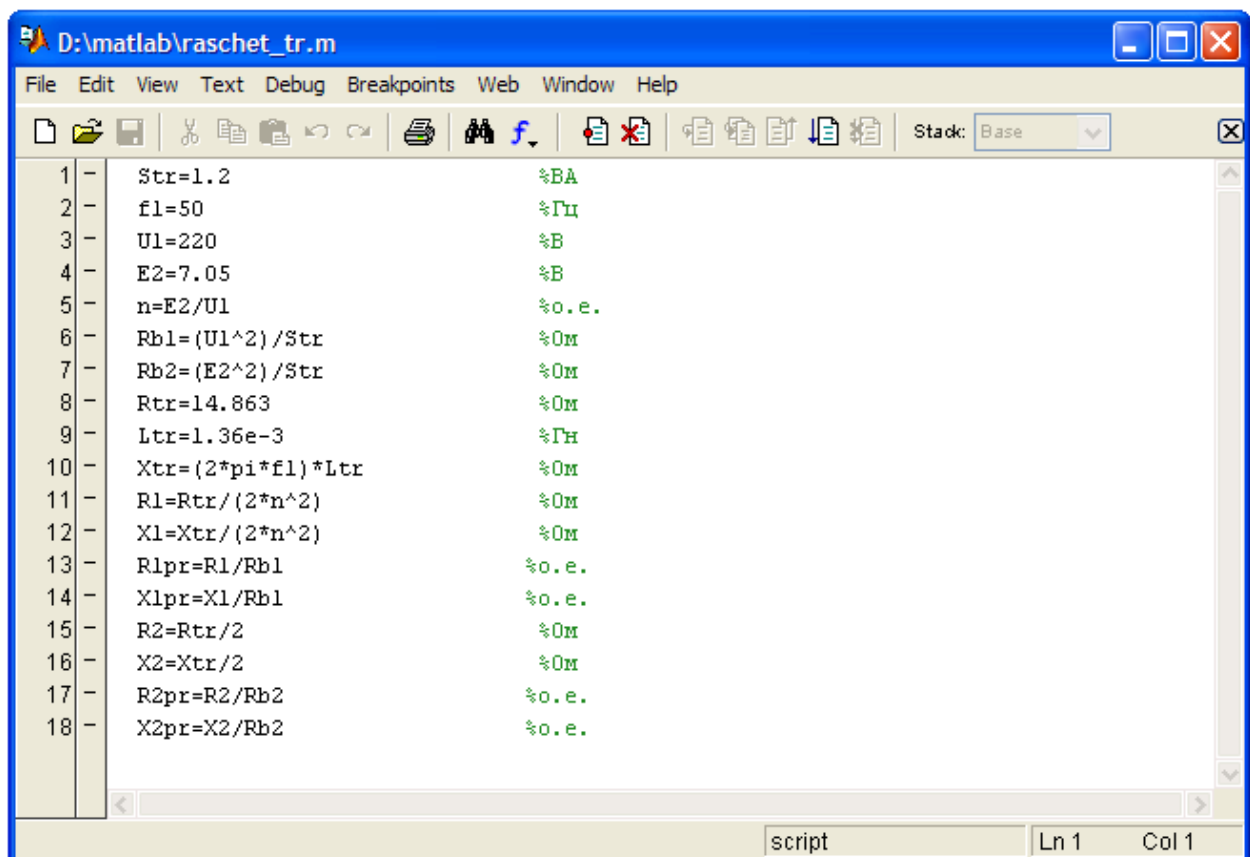 D:\matlab\raschet_tr.m
File Edit View Text Debug Breakpoints Web Window Help
Stack: Base
1 - Str=1.2 %ВА
2 - f1=50 %Гц
3 - U1=220 %В
4 - E2=7.05 %В
5 - n=E2/U1 %о.е.
6 - Rb1=(U1^2)/Str %Ом
7 - Rb2=(E2^2)/Str %Ом
8 - Rtr=14.863 %Ом
9 - Ltr=1.36e-3 %Гн
10 - Xtr=(2*pi*f1)*Ltr %Ом
11 - R1=Rtr/(2*n^2) %Ом
12 - X1=Xtr/(2*n^2) %Ом
13 - R1pr=R1/Rb1 %о.е.
14 - X1pr=X1/Rb1 %о.е.
15 - R2=Rtr/2 %Ом
16 - X2=Xtr/2 %Ом
17 - R2pr=R2/Rb2 %о.е.
18 - X2pr=X2/Rb2 %о.е.
script Ln 1 Col 1